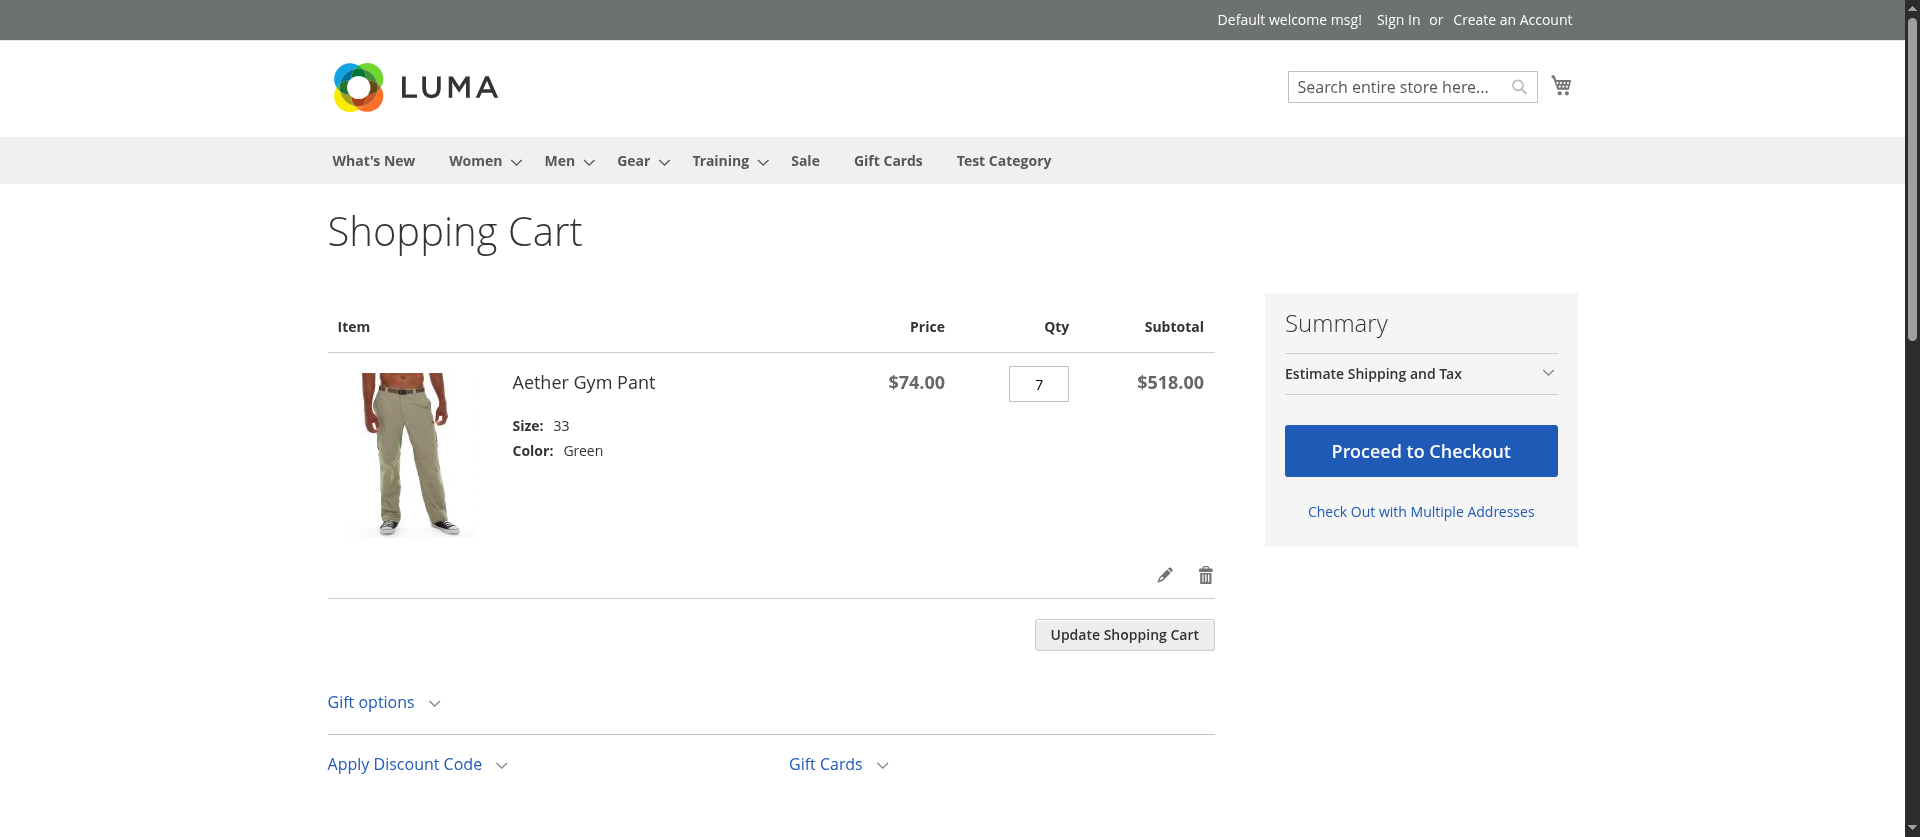 Default welcome msg! Sign In or Create an Account
LUMA
Search entire store here...
What's New Women Men Gear Training Sale Gift Cards Test Category
Shopping Cart
Item Price Qty Subtotal
Aether Gym Pant $74.00 7 $518.00
Size: 33
Color: Green
Update Shopping Cart
Gift options
Apply Discount Code Gift Cards
Summary
Estimate Shipping and Tax
Proceed to Checkout
Check Out with Multiple Addresses